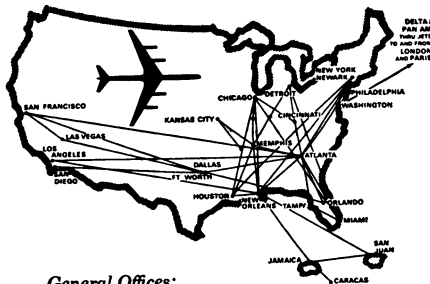 DELTA &
PAN AM
THRU JETS
TO AND FROM
LONDON
AND PARIS
NEW YORK
NEWARK
DETROIT
CHICAGO
PHILADELPHIA
WASHINGTON
SAN FRANCISCO
CINCINNATI
KANSAS CITY
LAS VEGAS
MEMPHIS
LOS
ANGELES
ATLANTA
DALLAS
SAN
DIEGO
FT. WORTH
HOUSTON
NEW
ORLEANS
TAMPA
ORLANDO
MIAMI
SAN
JUAN
JAMAICA
CARACAS
General Offices: